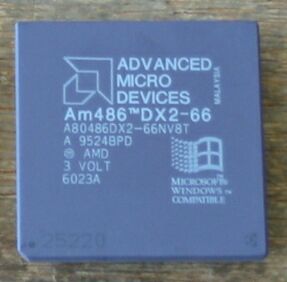 ADVANCED
MICRO
DEVICES
MALAYSIA
Am486™DX2-66
A80486DX2-66NV8T
A 9524BPD
Ⓜ AMD
3 VOLT
6023A
MICROSOFT®
WINDOWS™
COMPATIBLE
25220